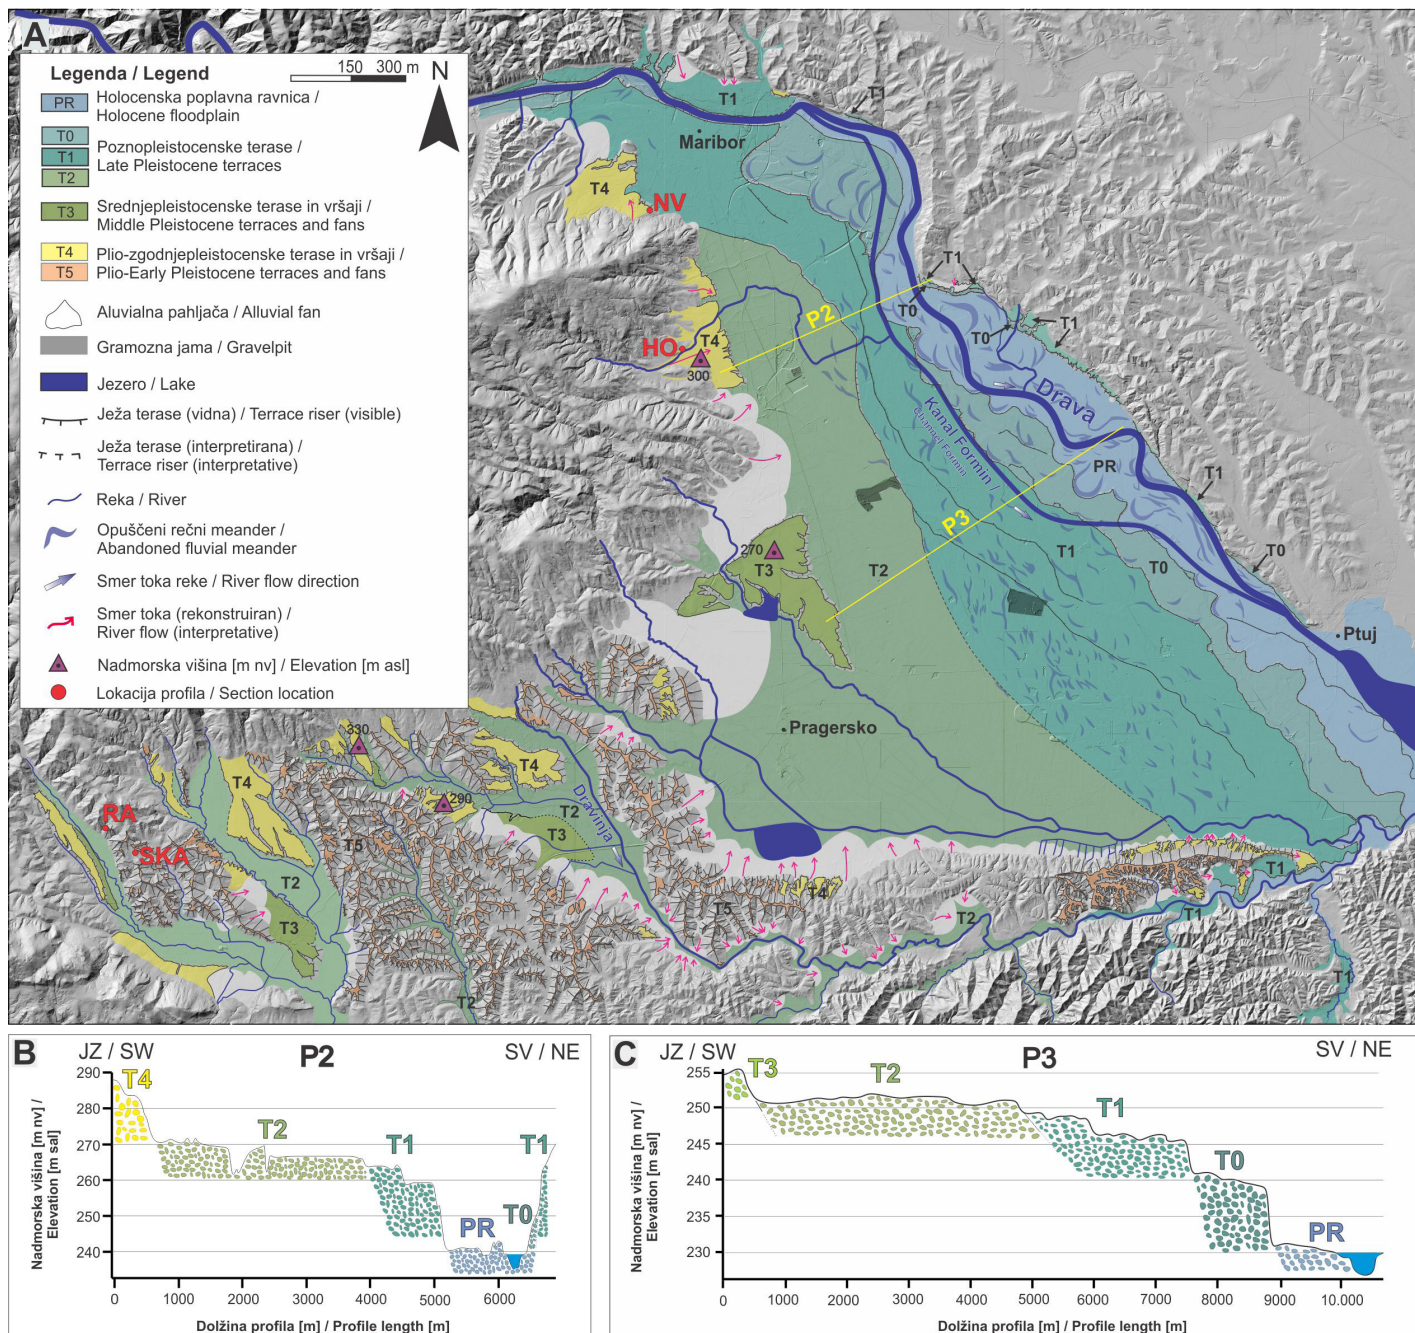 A
Legenda / Legend
150 300 m
N
PR Holocenska poplavna ravnica /
Holocene floodplain
T0
T1
T2
Poznopleistocenske terase /
Late Pleistocene terraces
T3 Srednjepleistocenske terase in vršaji /
Middle Pleistocene terraces and fans
T4
T5
Plio-zgodnjepleistocenske terase in vršaji /
Plio-Early Pleistocene terraces and fans
Aluvialna pahljača / Alluvial fan
Gramozna jama / Gravelpit
Jezero / Lake
Ježa terase (vidna) / Terrace riser (visible)
Ježa terase (interpretirana) /
Terrace riser (interpretative)
Reka / River
Opuščeni rečni meander /
Abandoned fluvial meander
Smer toka reke / River flow direction
Smer toka (rekonstruiran) /
River flow (interpretative)
Nadmorska višina [m nv] / Elevation [m asl]
Lokacija profila / Section location
T1
T1
Maribor
T4
NV
T1
T0
P2
T0
T1
HO
T4
300
Drava
Kanal Formin /
Channel Formin
PR
T1
P3
270
T3
T2
T1
T0
T0
Ptuj
Pragersko
330
T4
T4
290
RA
SKA
T5
T2
T3
Dravinja
T2
T3
T5
T4
T2
T1
T1
T1
T2
B
JZ / SW
P2
SV / NE
290
280
270
260
250
240
Nadmorska višina [m nv] /
Elevation [m sal]
T4
T2
T1
T1
PR
T0
0 1000 2000 3000 4000 5000 6000
Dolžina profila [m] / Profile length [m]
C
JZ / SW
P3
SV / NE
255
250
245
240
235
230
Nadmorska višina [m nv] /
Elevation [m sal]
T3
T2
T1
T0
PR
0 1000 2000 3000 4000 5000 6000 7000 8000 9000 10.000
Dolžina profila [m] / Profile length [m]